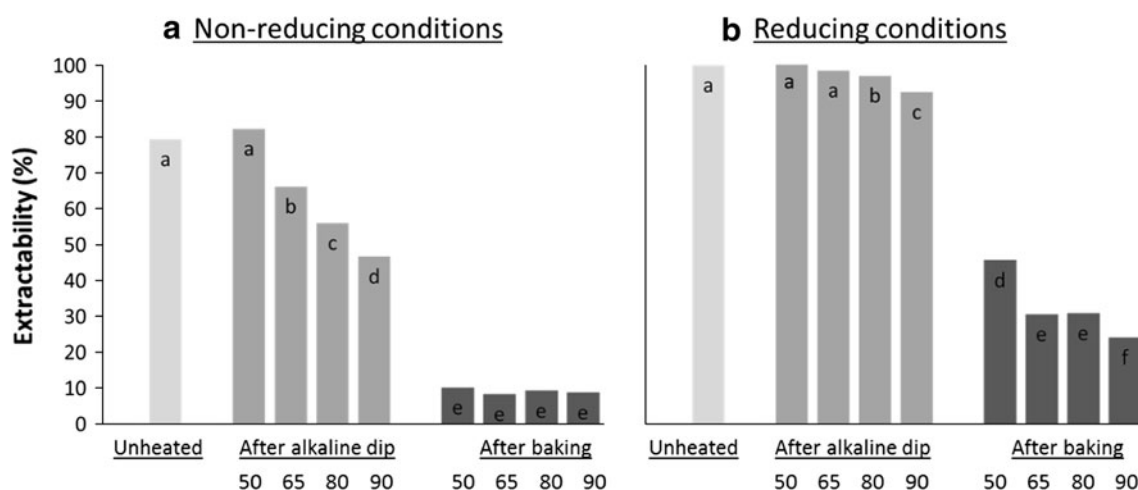 a Non-reducing conditions
b Reducing conditions
Extractability (%)
100
90
80
70
60
50
40
30
20
10
0
a
a
b
c
d
e
e
e
e
a
a
a
b
c
d
e
e
f
Unheated After alkaline dip After baking
50 65 80 90 50 65 80 90
Unheated After alkaline dip After baking
50 65 80 90 50 65 80 90